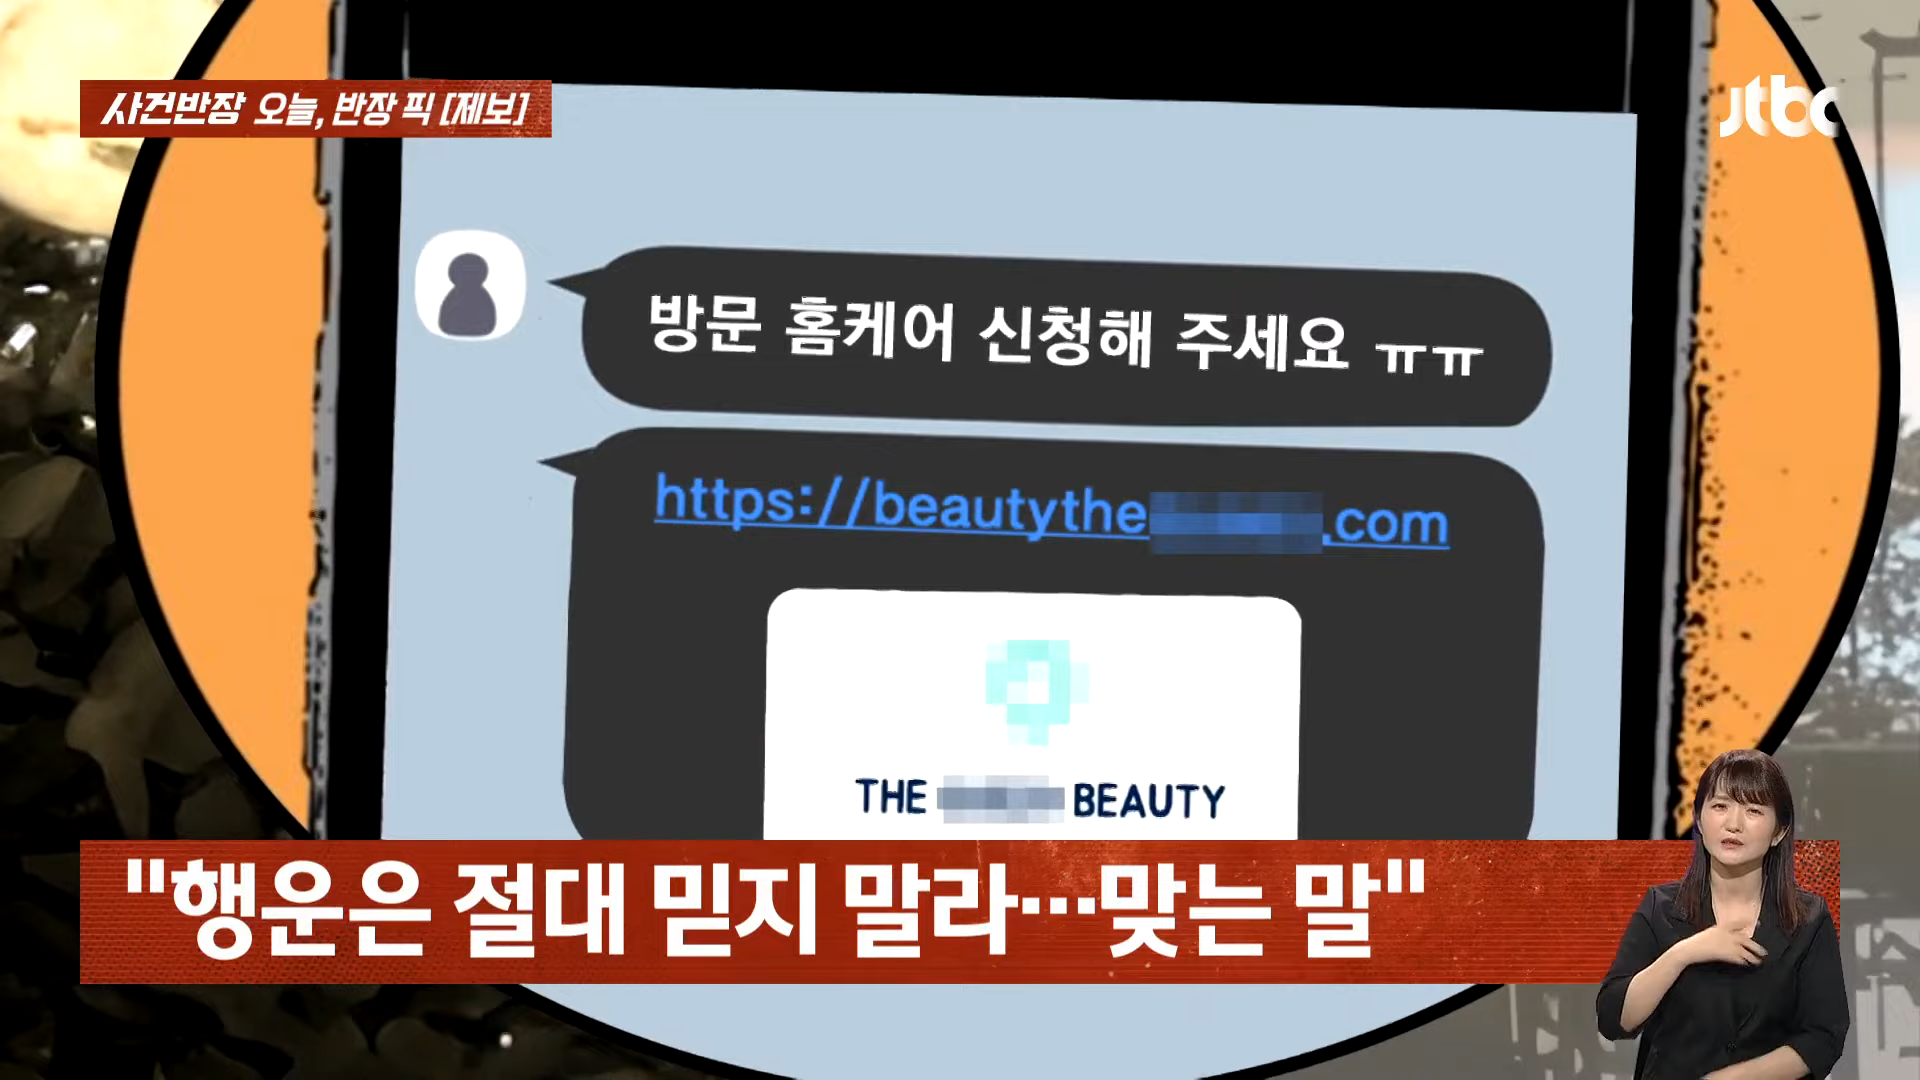 사건반장 오늘, 반장 픽 [제보]
jtbc
방문 홈케어 신청해 주세요 ㅠㅠ
https://beautythe .com
THE BEAUTY
"행운은 절대 믿지 말라…맞는 말"